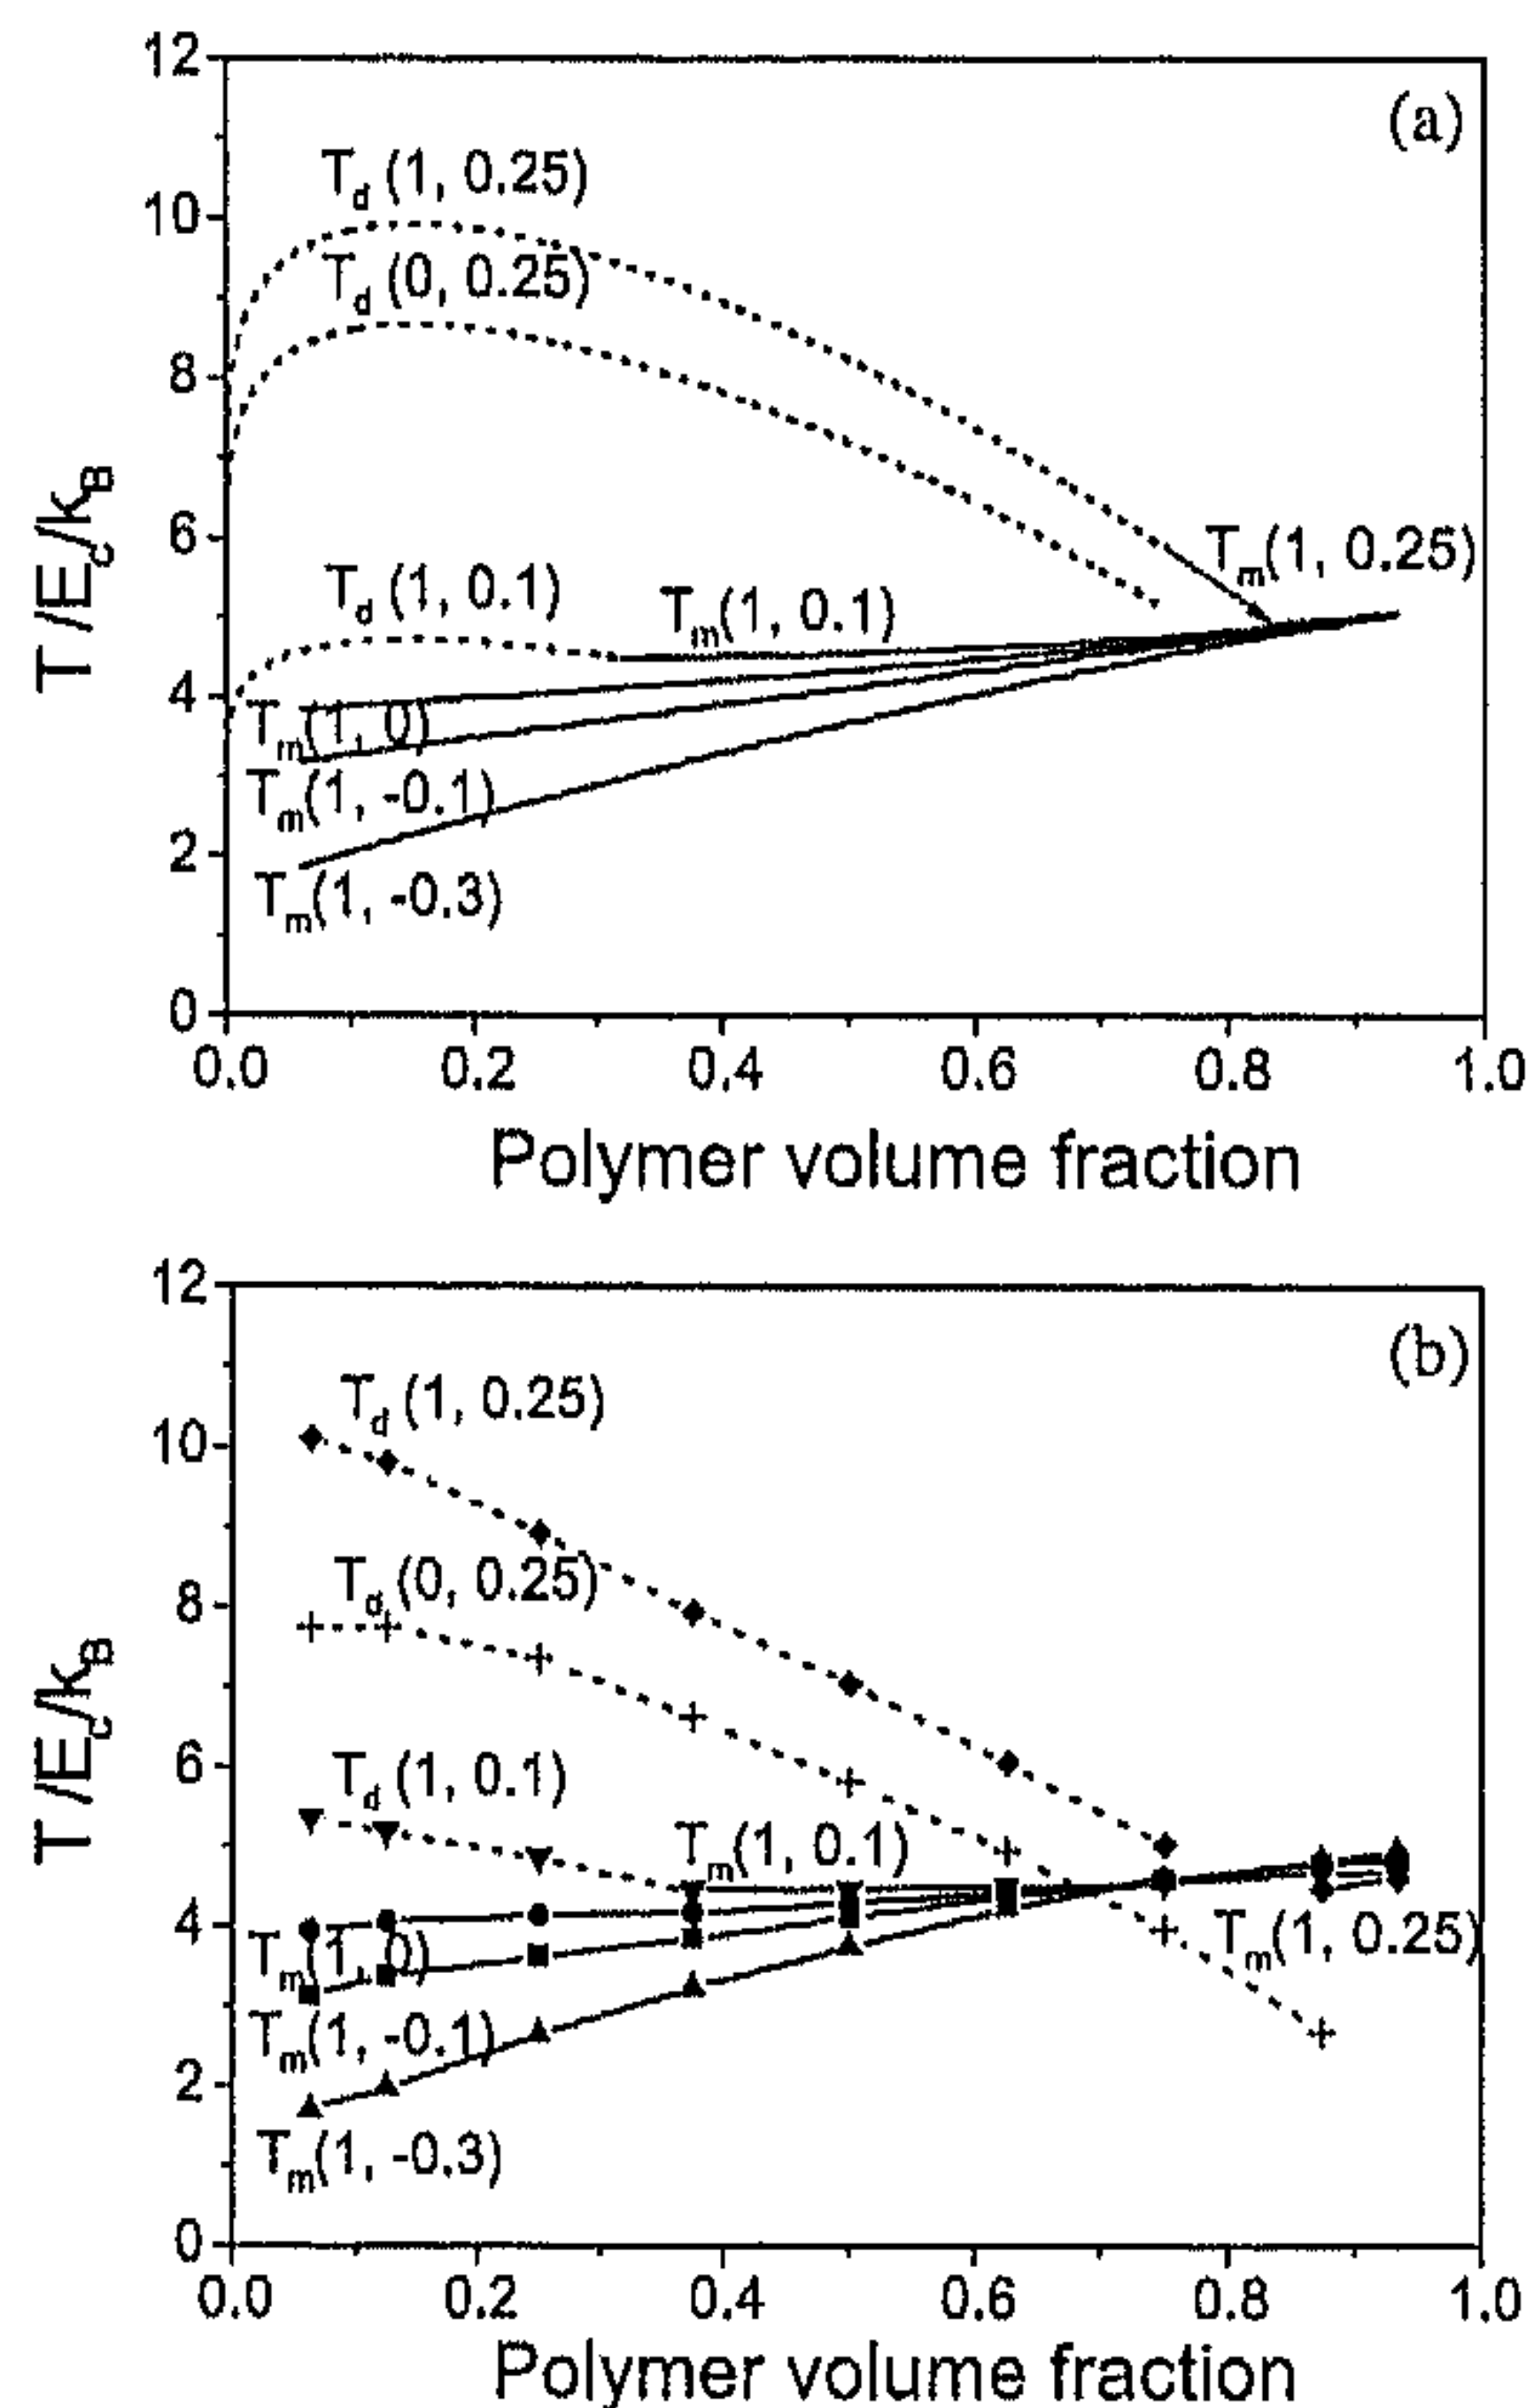 (a)
12
10
8
6
4
2
0
T /E_c/k_B
T_d (1, 0.25)
T_d (0, 0.25)
T_d (1, 0.1)
T_m(1, 0.1)
T_m(1, 0.25)
T_m(1, 0)
T_m(1, -0.1)
T_m(1, -0.3)
0.0 0.2 0.4 0.6 0.8 1.0
Polymer volume fraction
(b)
12
10
8
6
4
2
0
T /E_c/k_B
T_d (1, 0.25)
T_d (0, 0.25)
T_d (1, 0.1)
T_m(1, 0.1)
T_m(1, 0.25)
T_m(1, 0)
T_m(1, -0.1)
T_m(1, -0.3)
0.0 0.2 0.4 0.6 0.8 1.0
Polymer volume fraction